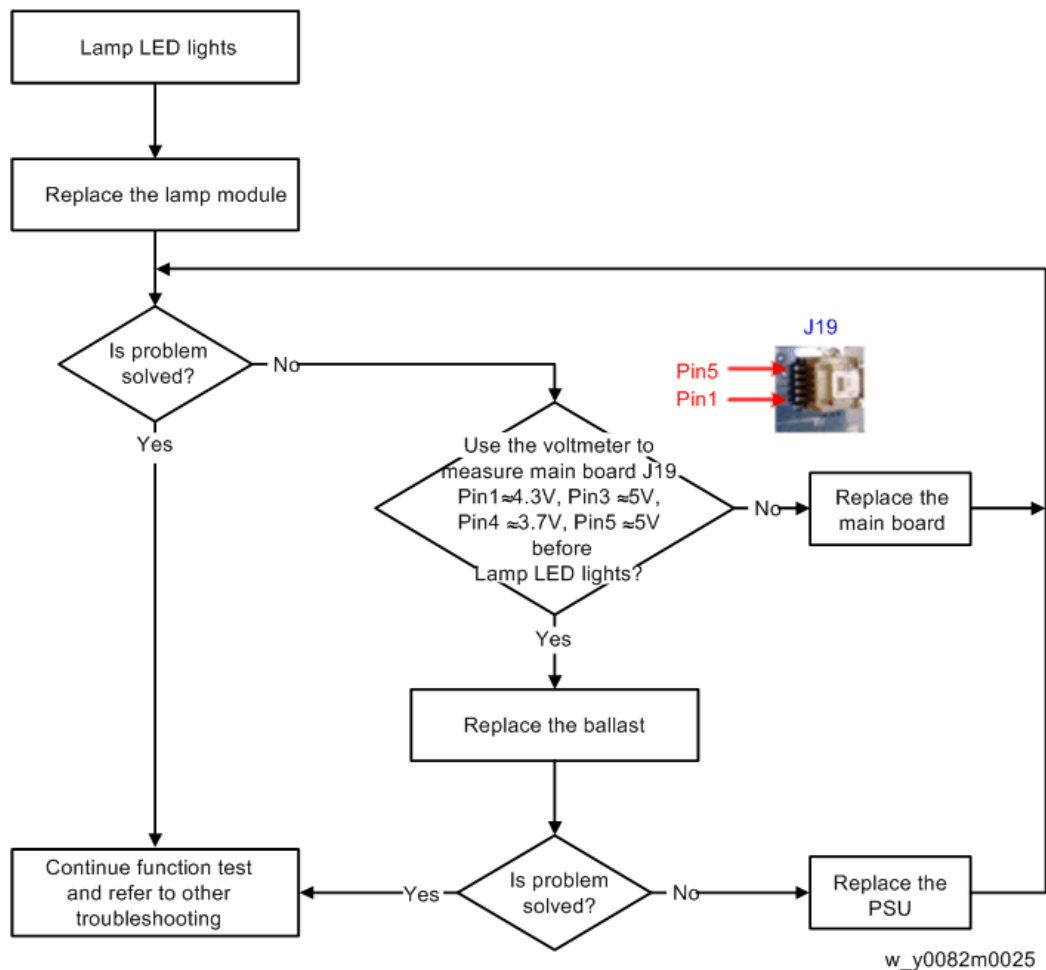 Lamp LED lights
Replace the lamp module
Is problem
solved?
No
Yes
J19
Pin5
Pin1
Use the voltmeter to
measure main board J19
Pin1≈4.3V, Pin3 ≈5V,
Pin4 ≈3.7V, Pin5 ≈5V
before
Lamp LED lights?
No
Replace the
main board
Yes
Replace the ballast
Is problem
solved?
Yes
No
Continue function test
and refer to other
troubleshooting
Replace the
PSU
w_y0082m0025